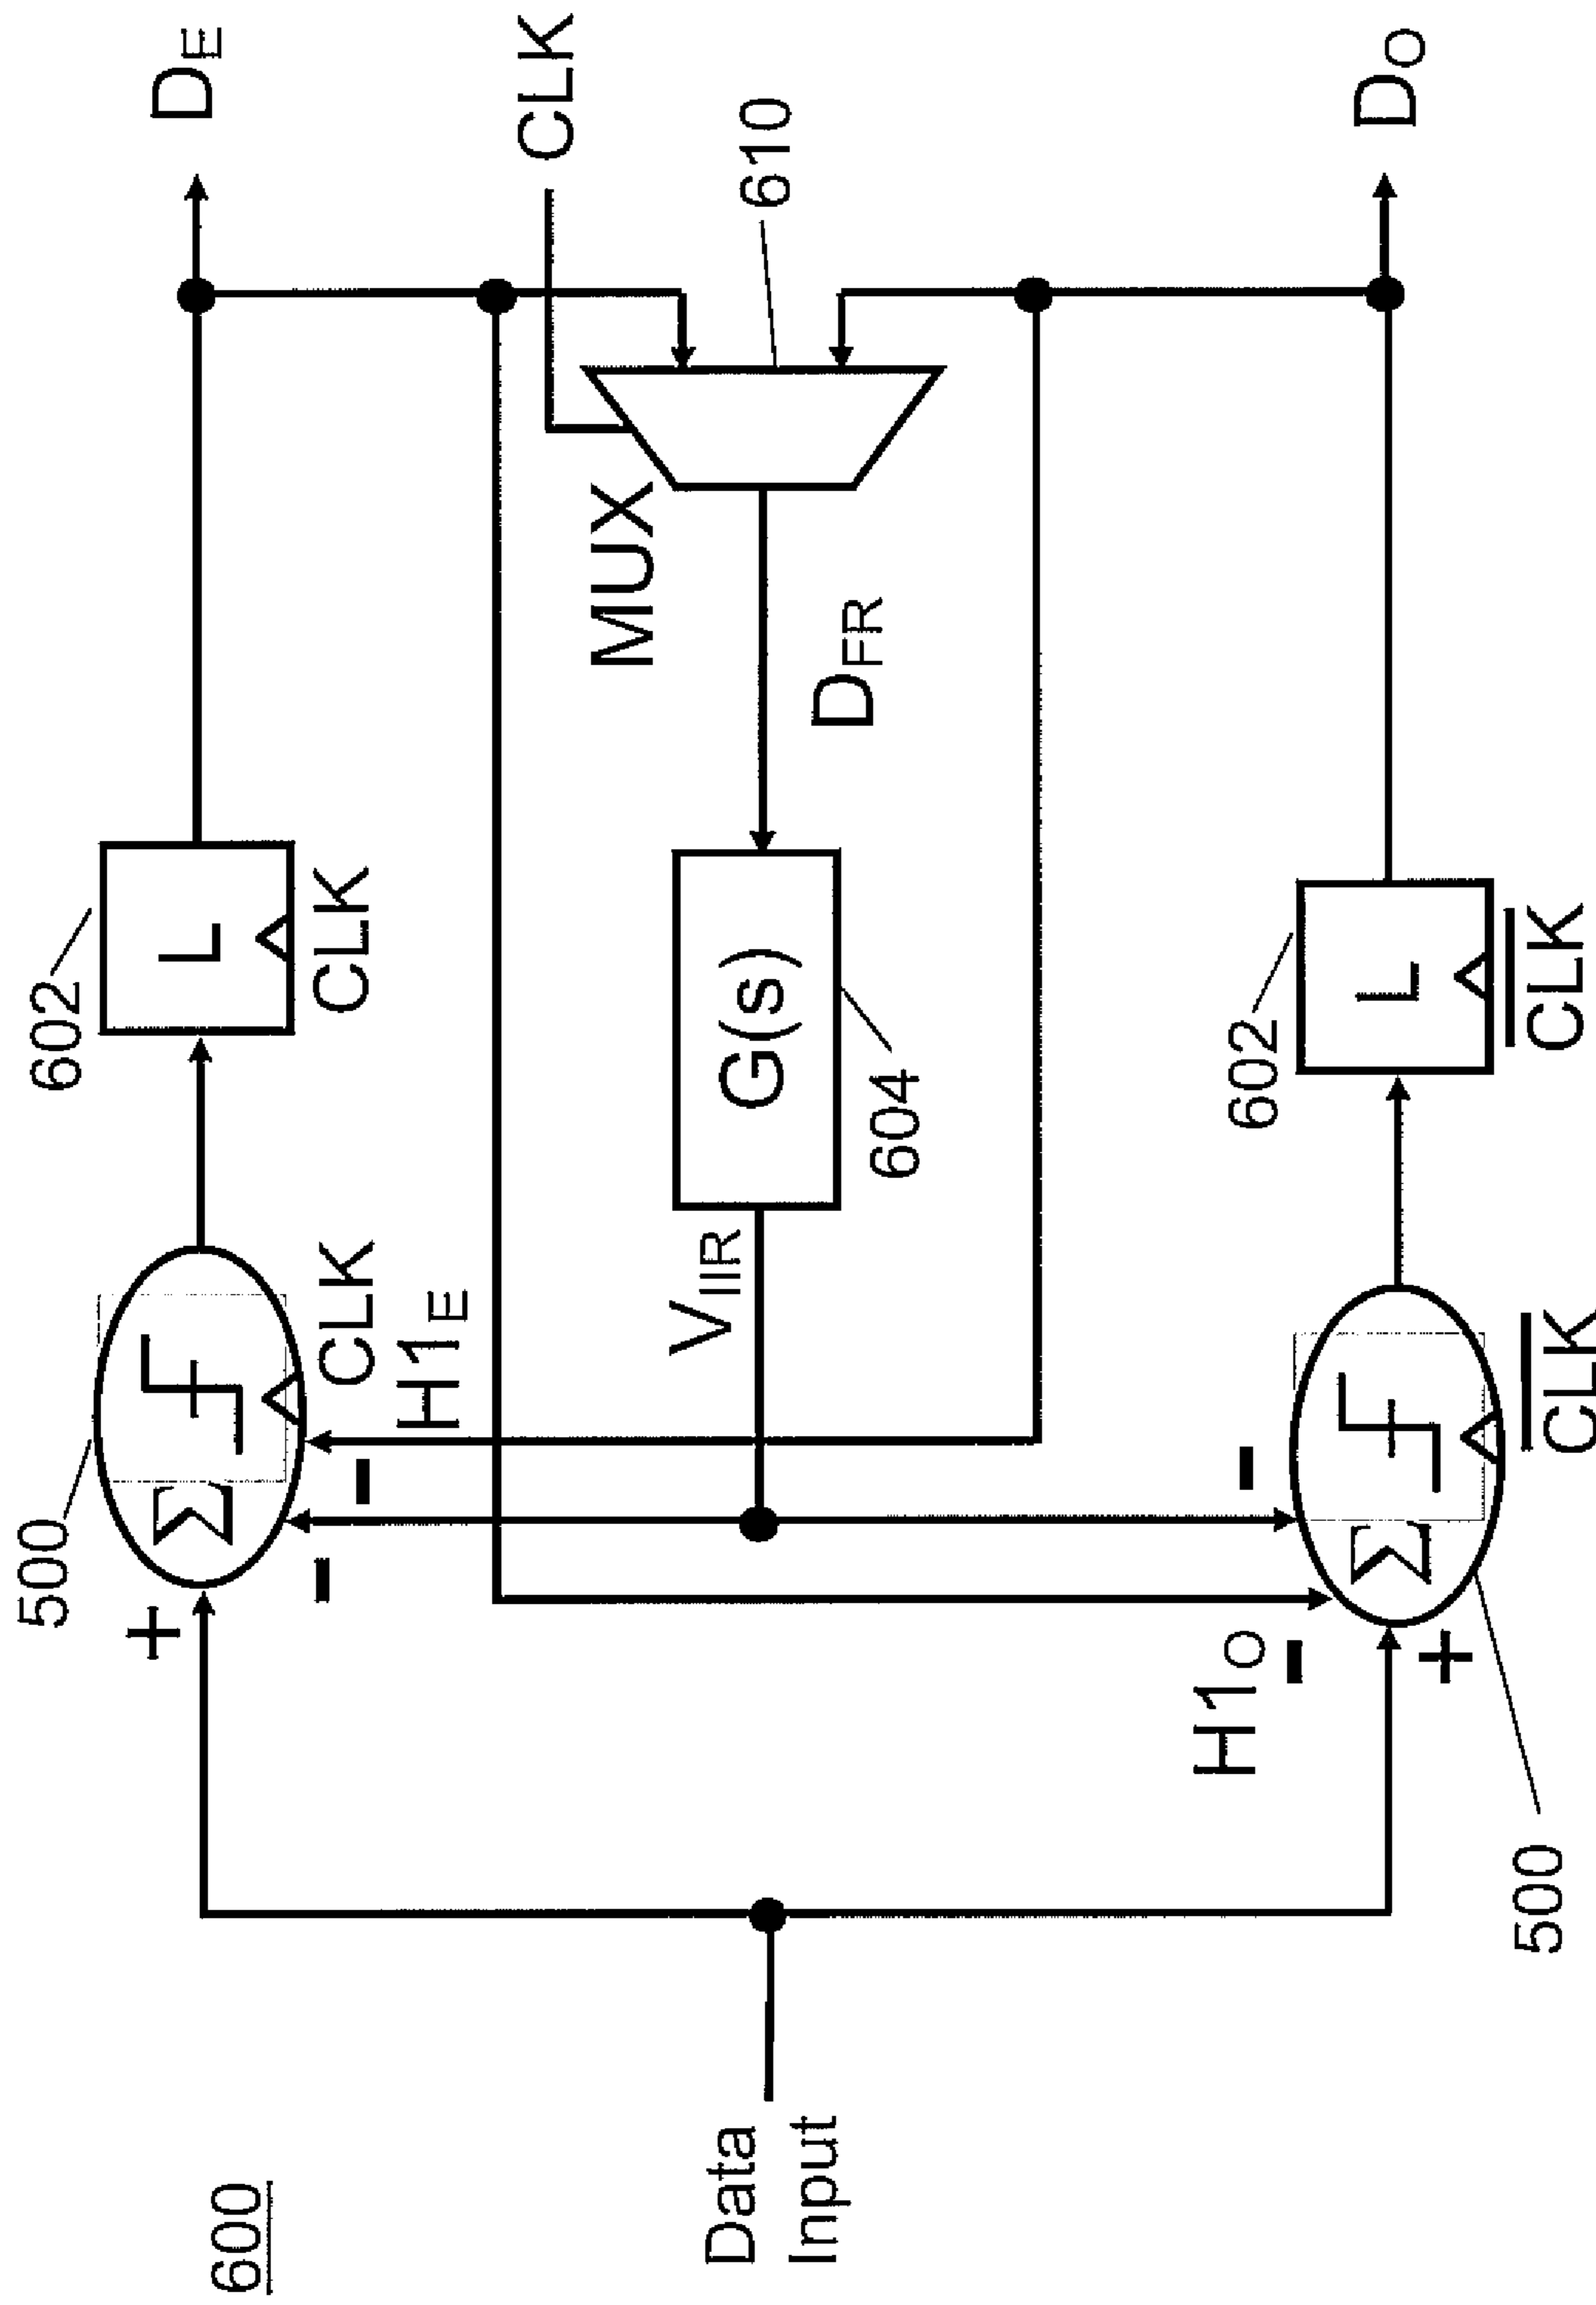 600
Data
Input
500
+
Σ
-
-
CLK
H1E
602
L
CLK
DE
CLK
VIIR
G(s)
604
DFR
MUX
610
H1O
-
-
+
Σ
500
CLK
602
L
CLK
DO